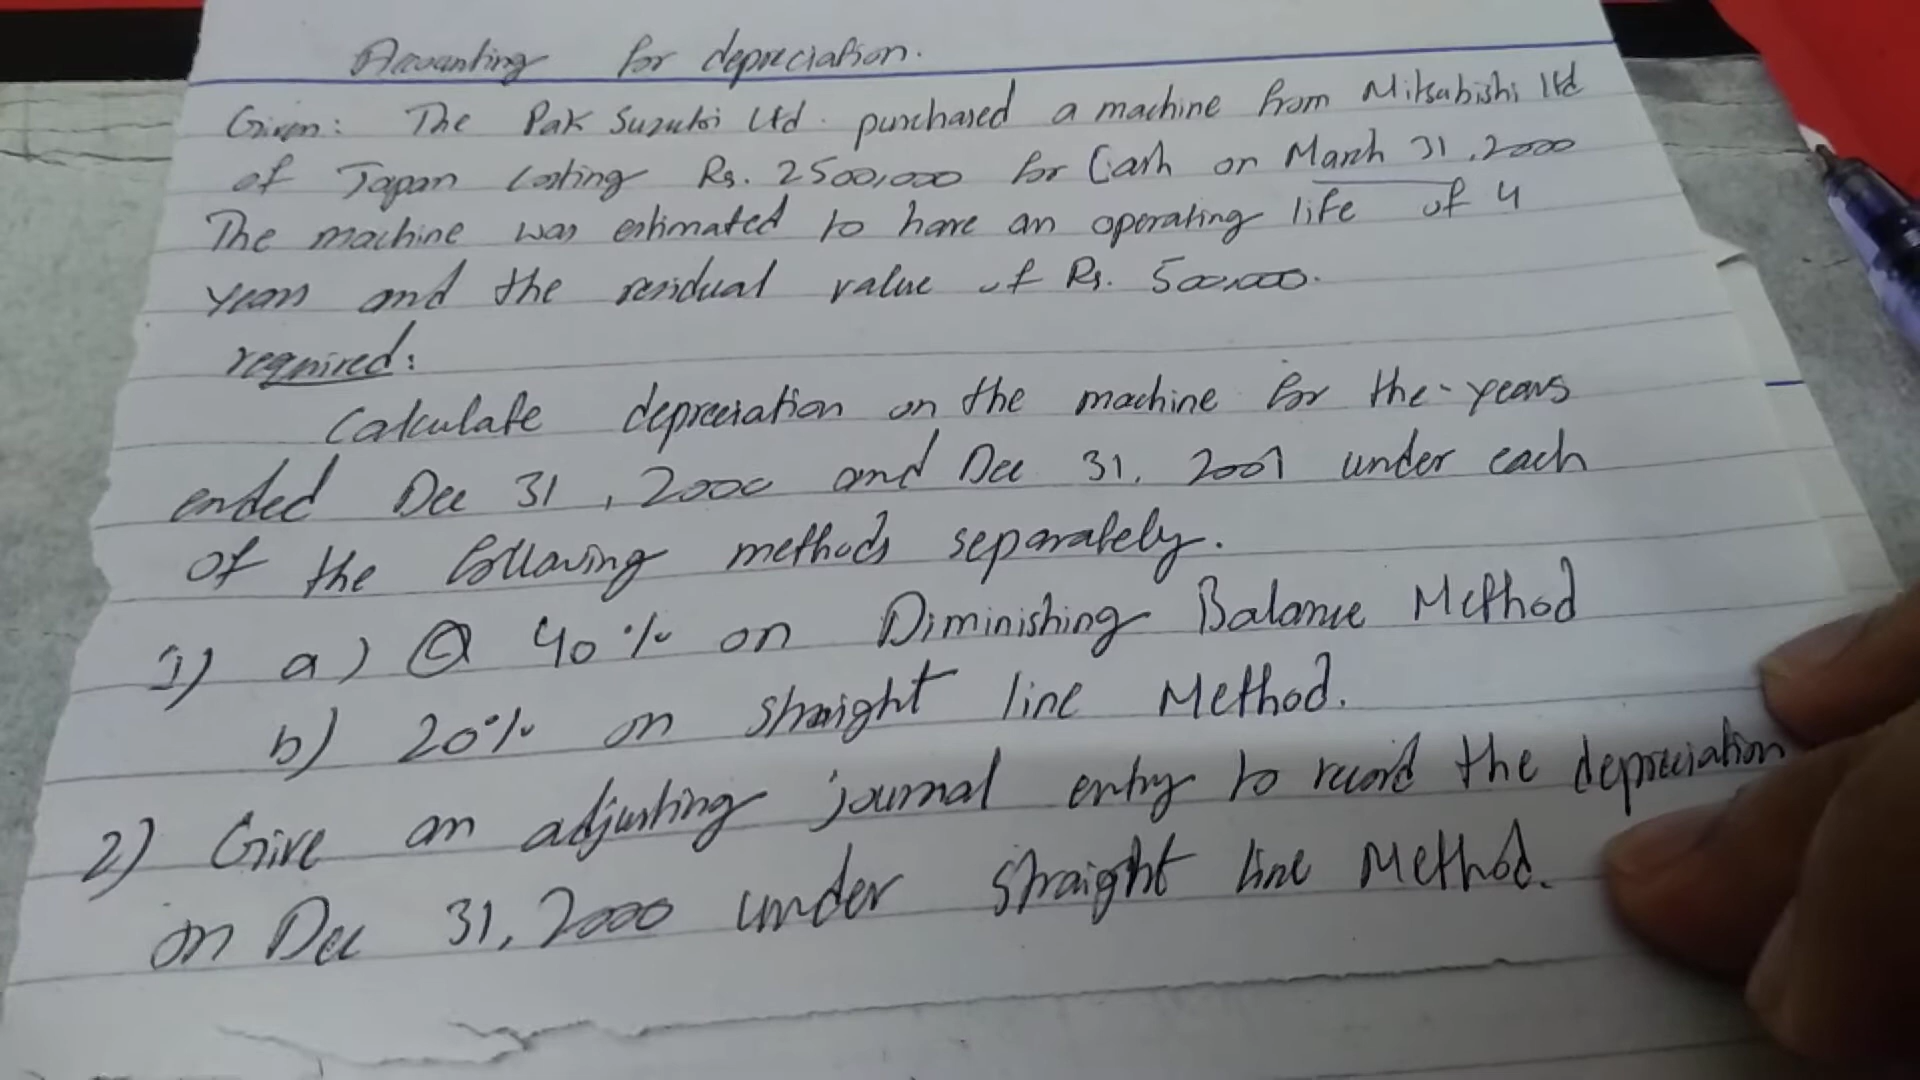 Accounting for depreciation.
Given: The Pak Suzuki Ltd. purchased a machine from Mitsubishi ltd
of Japan costing Rs. 2500,000 for Cash on March 31, 2000
The machine was estimated to have an operating life of 4
years and the residual value of Rs. 500,000.
required:
Calculate depreciation on the machine for the years
ended Dec 31, 2000 and Dec 31, 2001 under each
of the following methods separately.
1) a) @ 40% on Diminishing Balance Method
b) 20% on straight line Method.
2) Give an adjusting journal entry to record the depreciation
on Dec 31, 2000 under straight line Method.